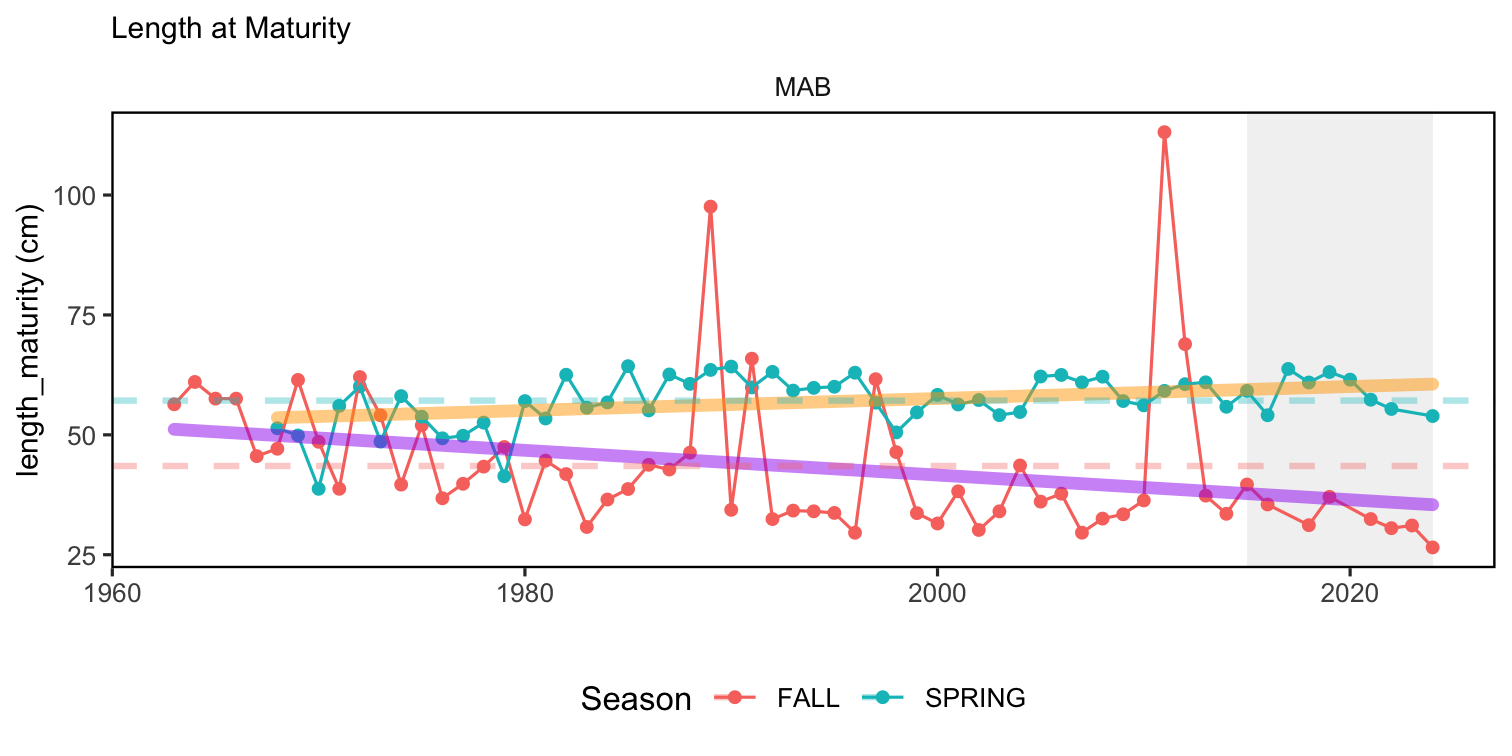 Length at Maturity
MAB
length_maturity (cm)
100
75
50
25
1960 1980 2000 2020
Season FALL SPRING